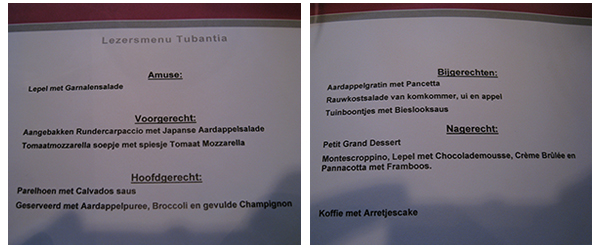 Lezersmenu Tubantia
Amuse:
Lepel met Garnalensalade
Voorgerecht:
Aangebakken Rundercarpaccio met Japanse Aardappelsalade
Tomaatmozzarella soepje met spiesje Tomaat Mozzarella
Hoofdgerecht:
Parelhoen met Calvados saus
Geserveerd met Aardappelpuree, Broccoli en gevulde Champignon
Bijgerechten:
Aardappelgratin met Pancetta
Rauwkostsalade van komkommer, ui en appel
Tuinboontjes met Bieslooksaus
Nagerecht:
Petit Grand Dessert
Montescroppino, Lepel met Chocolademousse, Crème Brûlée en
Pannacotta met Framboos.
Koffie met Arretjescake